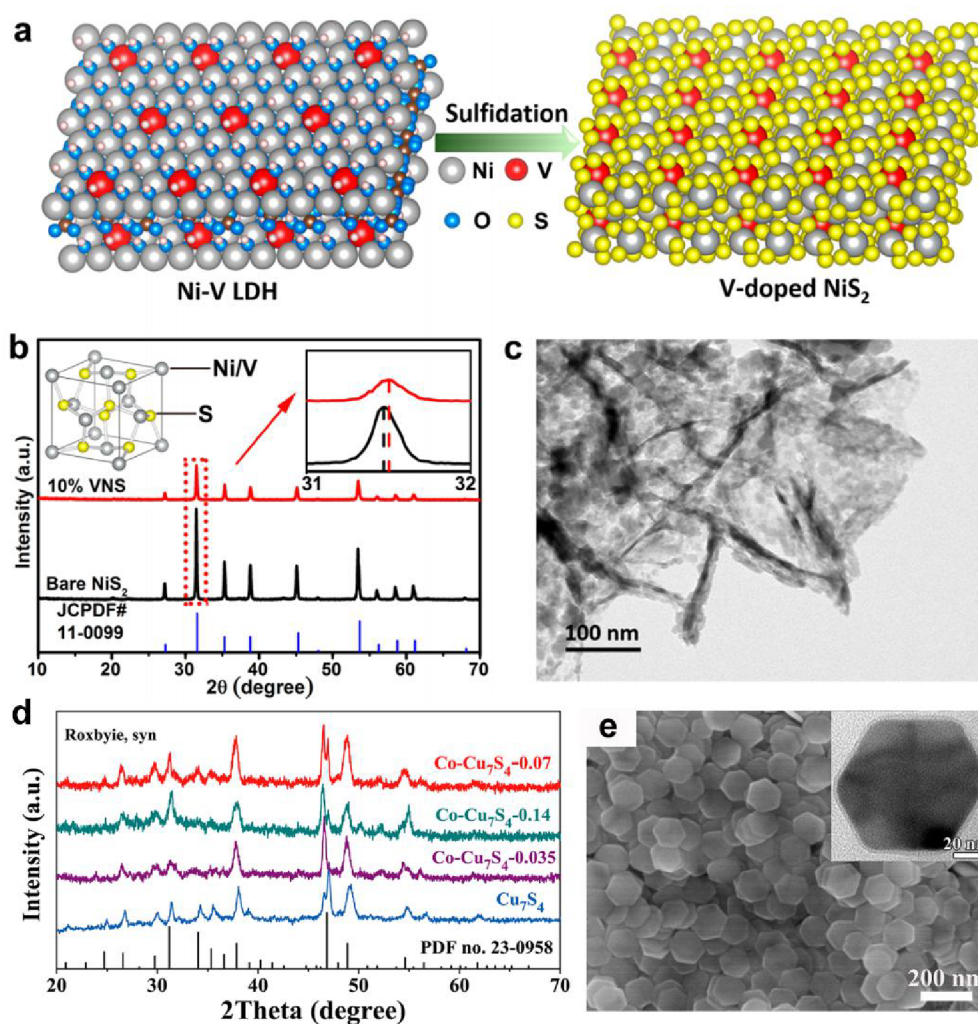 a
Sulfidation
Ni V
O S
Ni-V LDH
V-doped NiS₂
b
Ni/V
S
31 32
10% VNS
Bare NiS₂
JCPDF#
11-0099
Intensity (a.u.)
10 20 30 40 50 60 70
2θ (degree)
c
100 nm
d
Roxbyie, syn
Co-Cu₇S₄-0.07
Co-Cu₇S₄-0.14
Co-Cu₇S₄-0.035
Cu₇S₄
PDF no. 23-0958
Intensity (a.u.)
20 30 40 50 60 70
2Theta (degree)
e
20 nm
200 nm